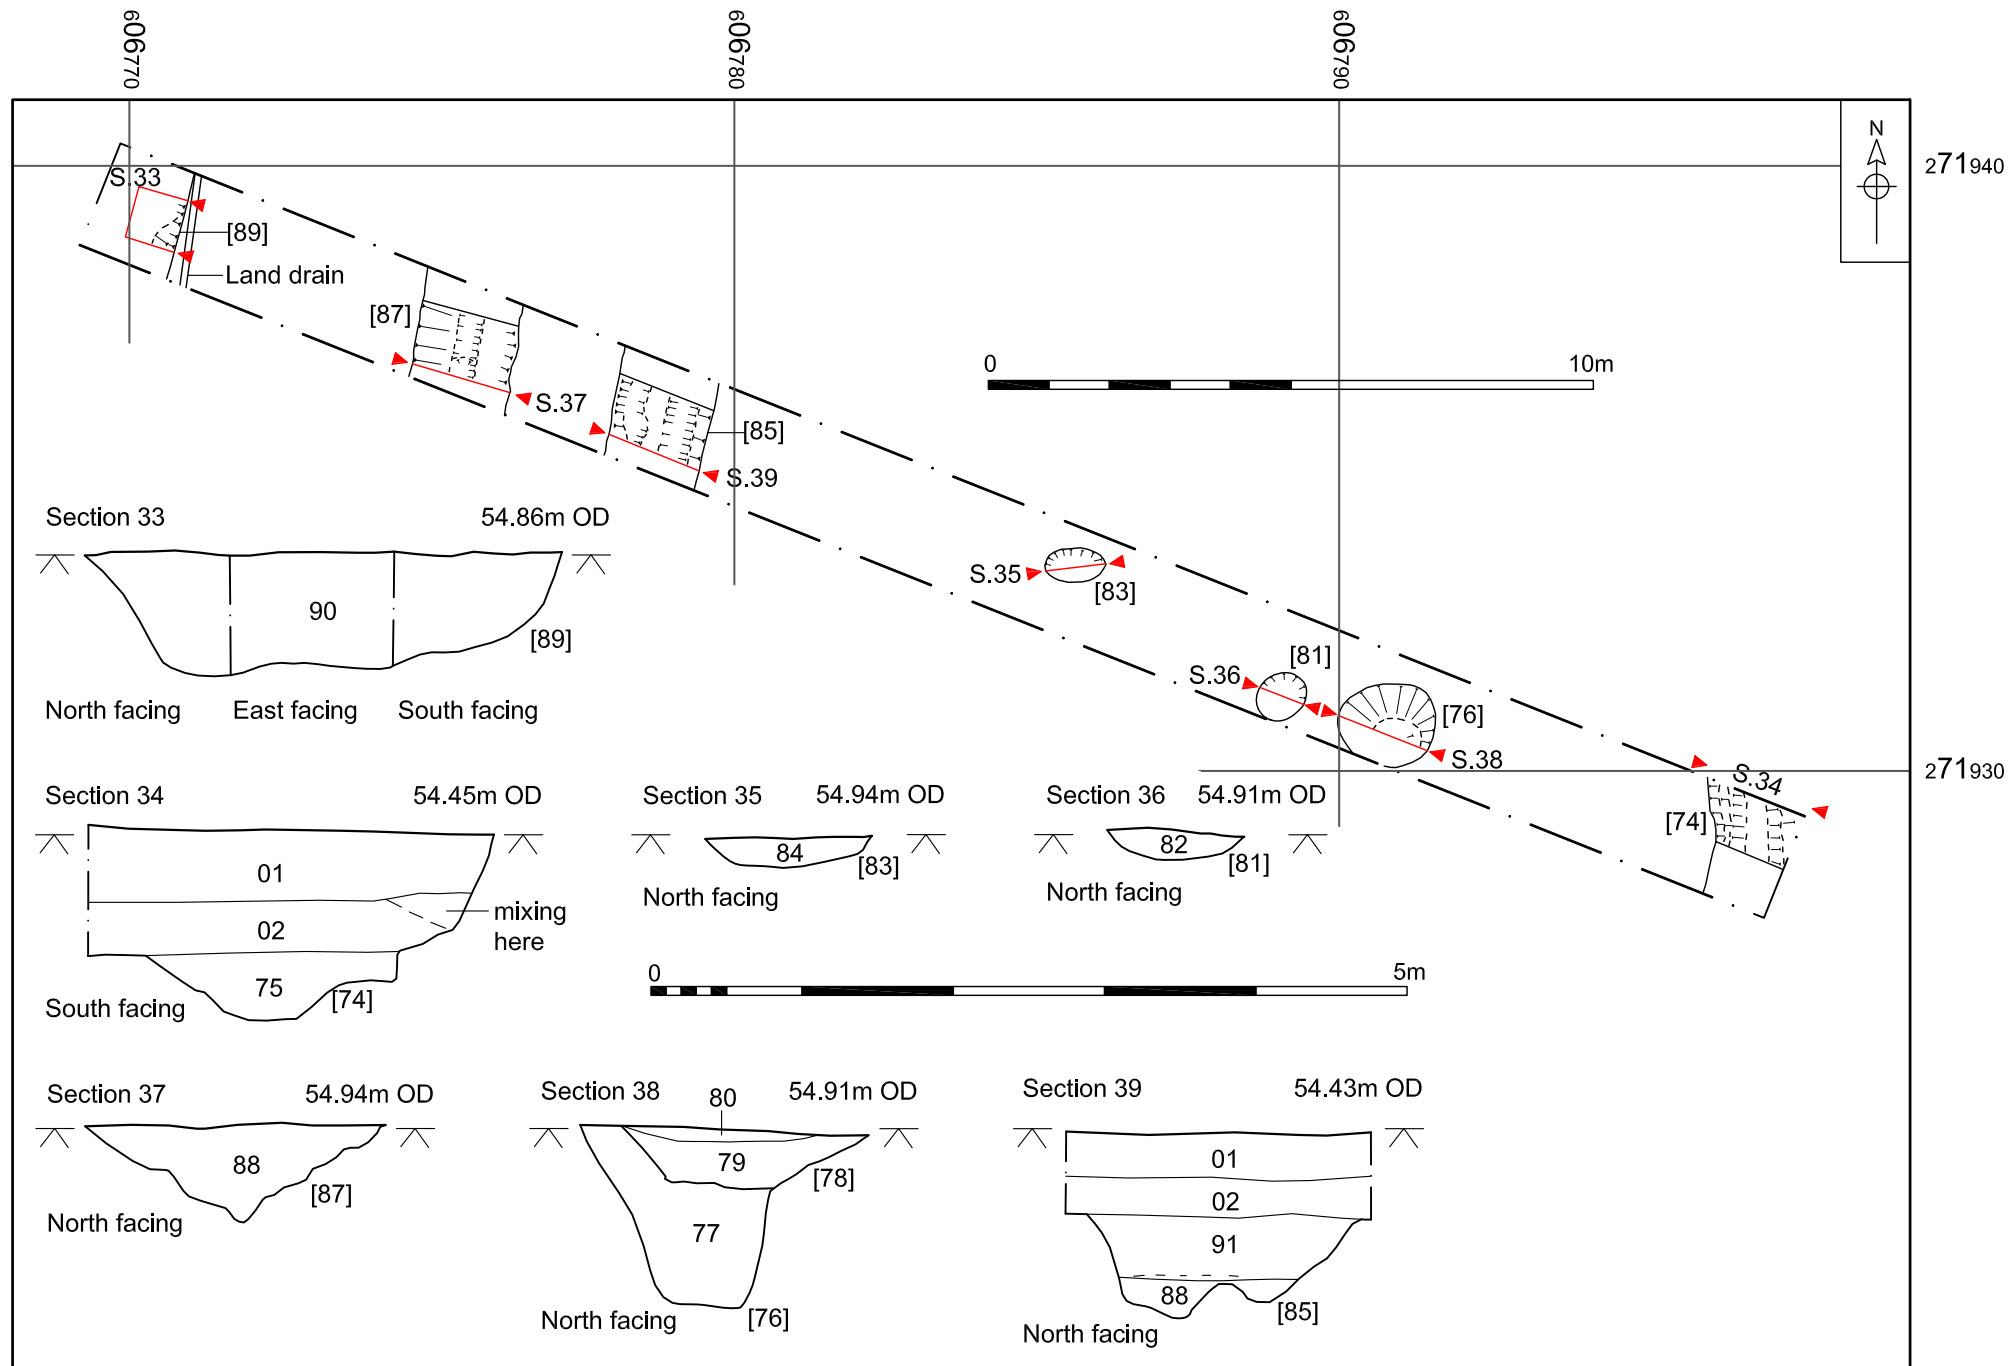 606770
606780
606790
N
271940
S.33
[89]
Land drain
[87]
S.37
0 10m
[85]
S.39
Section 33 54.86m OD
90
[89]
North facing East facing South facing
S.35
[83]
[81]
S.36
[76]
S.38
271930
S.34
[74]
Section 34 54.45m OD
01
02
mixing
here
75
[74]
South facing
Section 35 54.94m OD
84
[83]
North facing
Section 36 54.91m OD
82
[81]
North facing
0 5m
Section 37 54.94m OD
88
[87]
North facing
Section 38 80 54.91m OD
79
[78]
77
[76]
North facing
Section 39 54.43m OD
01
02
91
88
[85]
North facing